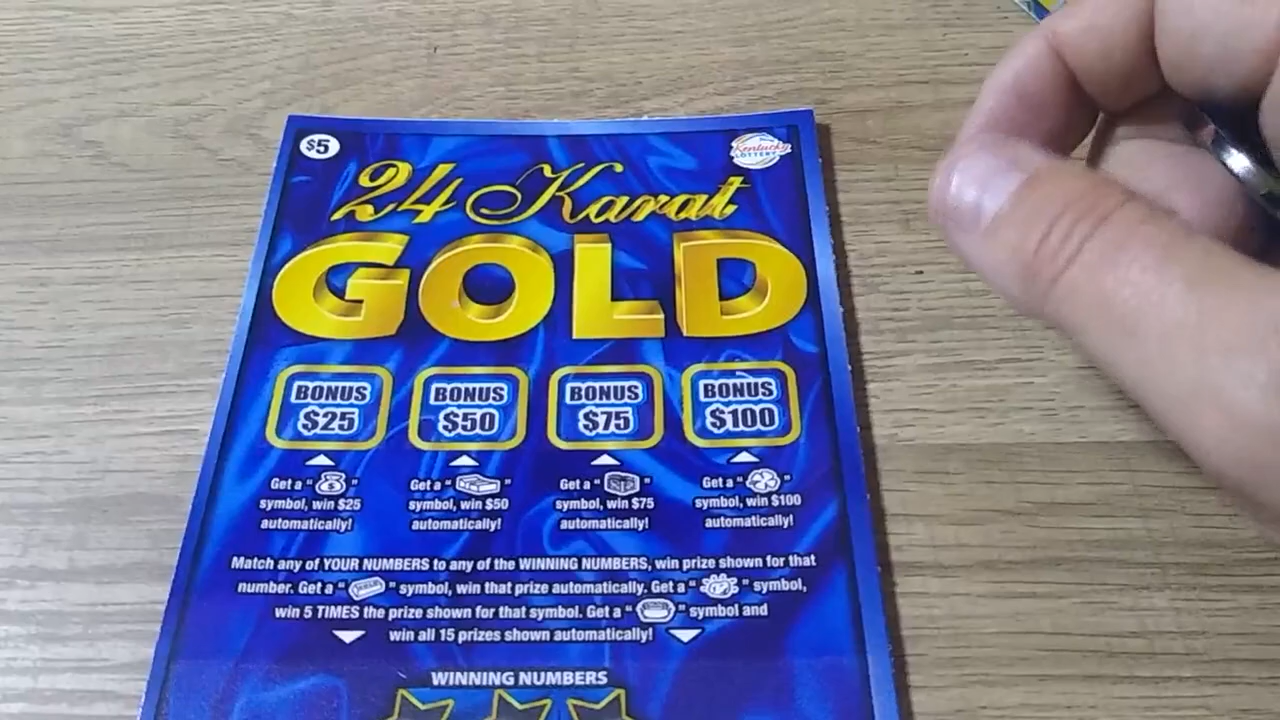 $5
Kentucky
LOTTERY
24 Karat
GOLD
BONUS BONUS BONUS BONUS
$25 $50 $75 $100
Get a " " Get a " " Get a " " Get a " "
symbol, win $25 symbol, win $50 symbol, win $75 symbol, win $100
automatically! automatically! automatically! automatically!
Match any of YOUR NUMBERS to any of the WINNING NUMBERS, win prize shown for that
number. Get a " " symbol, win that prize automatically. Get a " " symbol,
win 5 TIMES the prize shown for that symbol. Get a " " symbol and
win all 15 prizes shown automatically!
WINNING NUMBERS